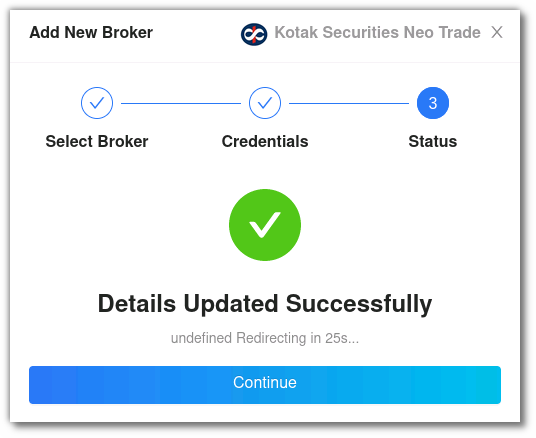 Add New Broker
Kotak Securities Neo Trade
3
Select Broker
Credentials
Status
Details Updated Successfully
undefined Redirecting in 25s...
Continue